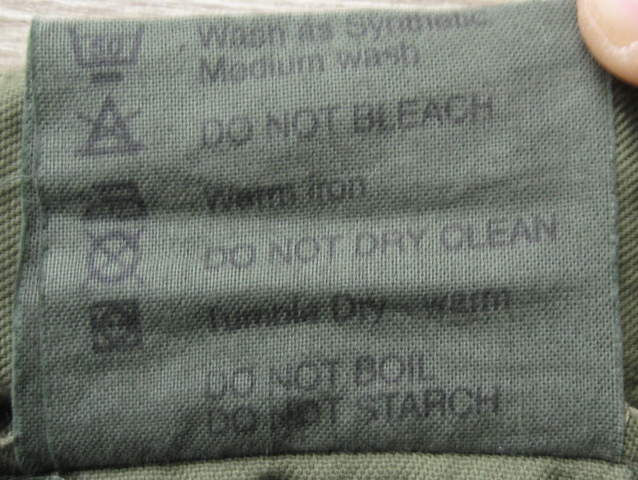 50 Wash as Synthetic
Medium wash
DO NOT BLEACH
Warm Iron
DO NOT DRY CLEAN
Tumble Dry - warm
DO NOT BOIL
DO NOT STARCH